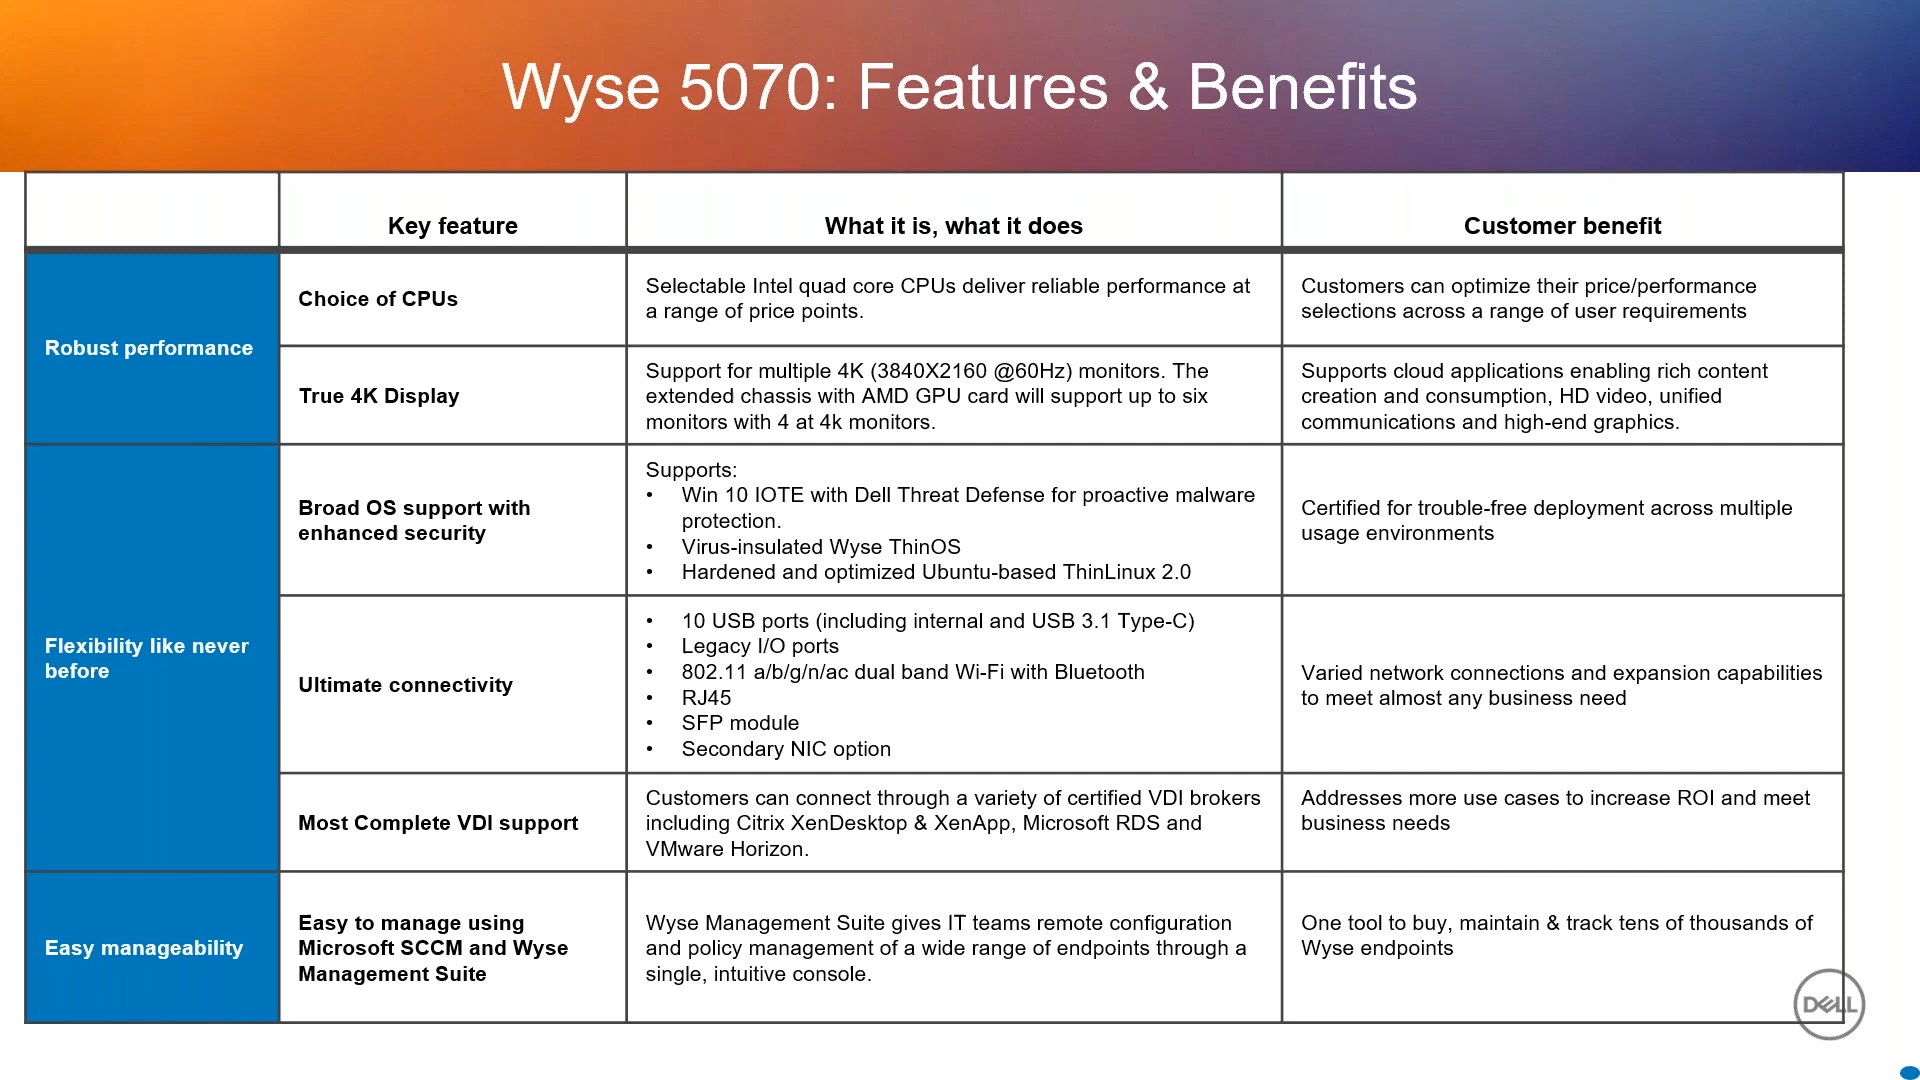 Wyse 5070: Features & Benefits
Key feature
What it is, what it does
Customer benefit
Robust performance
Choice of CPUs
Selectable Intel quad core CPUs deliver reliable performance at
a range of price points.
Customers can optimize their price/performance
selections across a range of user requirements
True 4K Display
Support for multiple 4K (3840X2160 @60Hz) monitors. The
extended chassis with AMD GPU card will support up to six
monitors with 4 at 4k monitors.
Supports cloud applications enabling rich content
creation and consumption, HD video, unified
communications and high-end graphics.
Flexibility like never
before
Broad OS support with
enhanced security
Supports:
• Win 10 IOTE with Dell Threat Defense for proactive malware
protection.
• Virus-insulated Wyse ThinOS
• Hardened and optimized Ubuntu-based ThinLinux 2.0
Certified for trouble-free deployment across multiple
usage environments
Ultimate connectivity
• 10 USB ports (including internal and USB 3.1 Type-C)
• Legacy I/O ports
• 802.11 a/b/g/n/ac dual band Wi-Fi with Bluetooth
• RJ45
• SFP module
• Secondary NIC option
Varied network connections and expansion capabilities
to meet almost any business need
Most Complete VDI support
Customers can connect through a variety of certified VDI brokers
including Citrix XenDesktop & XenApp, Microsoft RDS and
VMware Horizon.
Addresses more use cases to increase ROI and meet
business needs
Easy manageability
Easy to manage using
Microsoft SCCM and Wyse
Management Suite
Wyse Management Suite gives IT teams remote configuration
and policy management of a wide range of endpoints through a
single, intuitive console.
One tool to buy, maintain & track tens of thousands of
Wyse endpoints
DELL